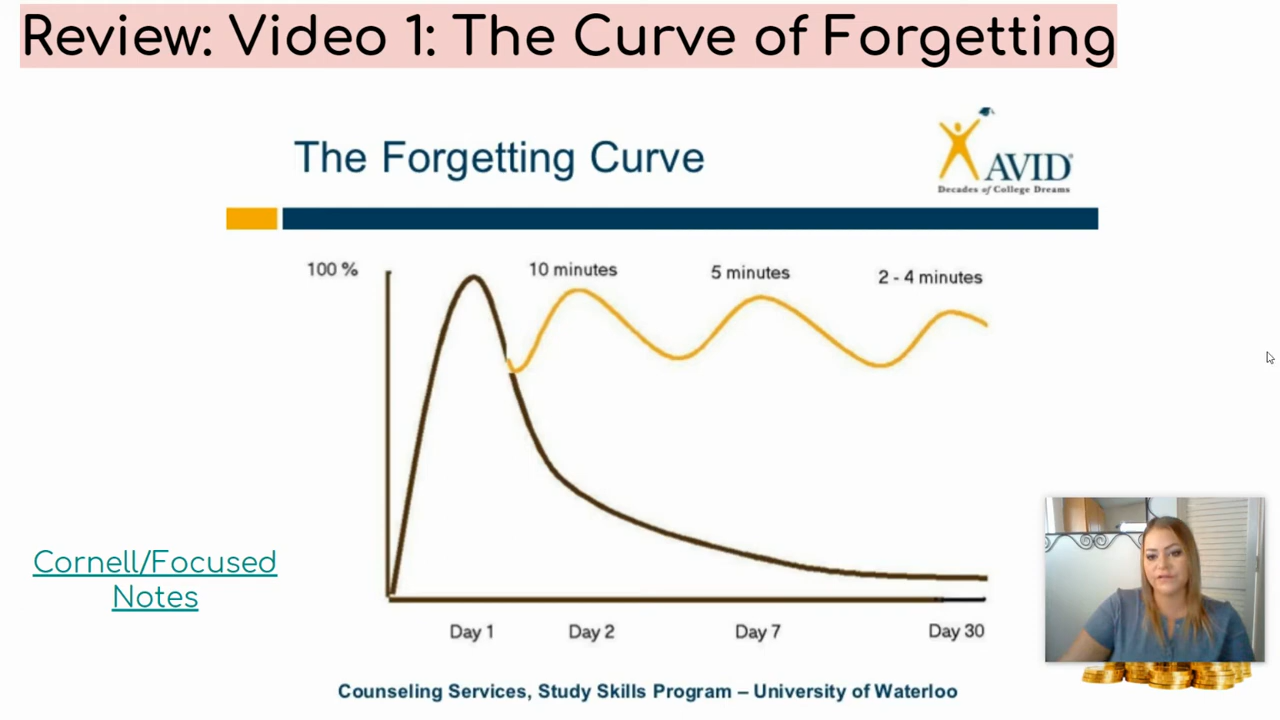 Review: Video 1: The Curve of Forgetting
The Forgetting Curve
AVID®
Decades of College Dreams
100 %
10 minutes
5 minutes
2 - 4 minutes
Cornell/Focused
Notes
Day 1
Day 2
Day 7
Day 30
Counseling Services, Study Skills Program – University of Waterloo